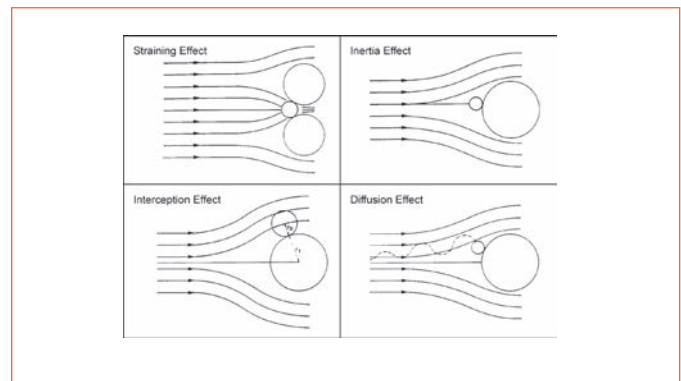 Straining Effect
Inertia Effect
Interception Effect
Diffusion Effect